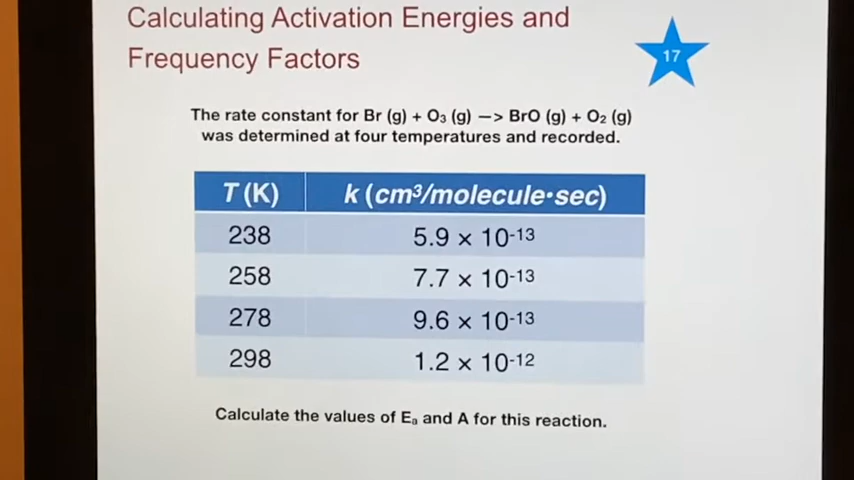 Calculating Activation Energies and
Frequency Factors
17
The rate constant for Br (g) + O₃ (g) —> BrO (g) + O₂ (g)
was determined at four temperatures and recorded.
T (K) k (cm³/molecule•sec)
238 5.9 × 10⁻¹³
258 7.7 × 10⁻¹³
278 9.6 × 10⁻¹³
298 1.2 × 10⁻¹²
Calculate the values of Eₐ and A for this reaction.